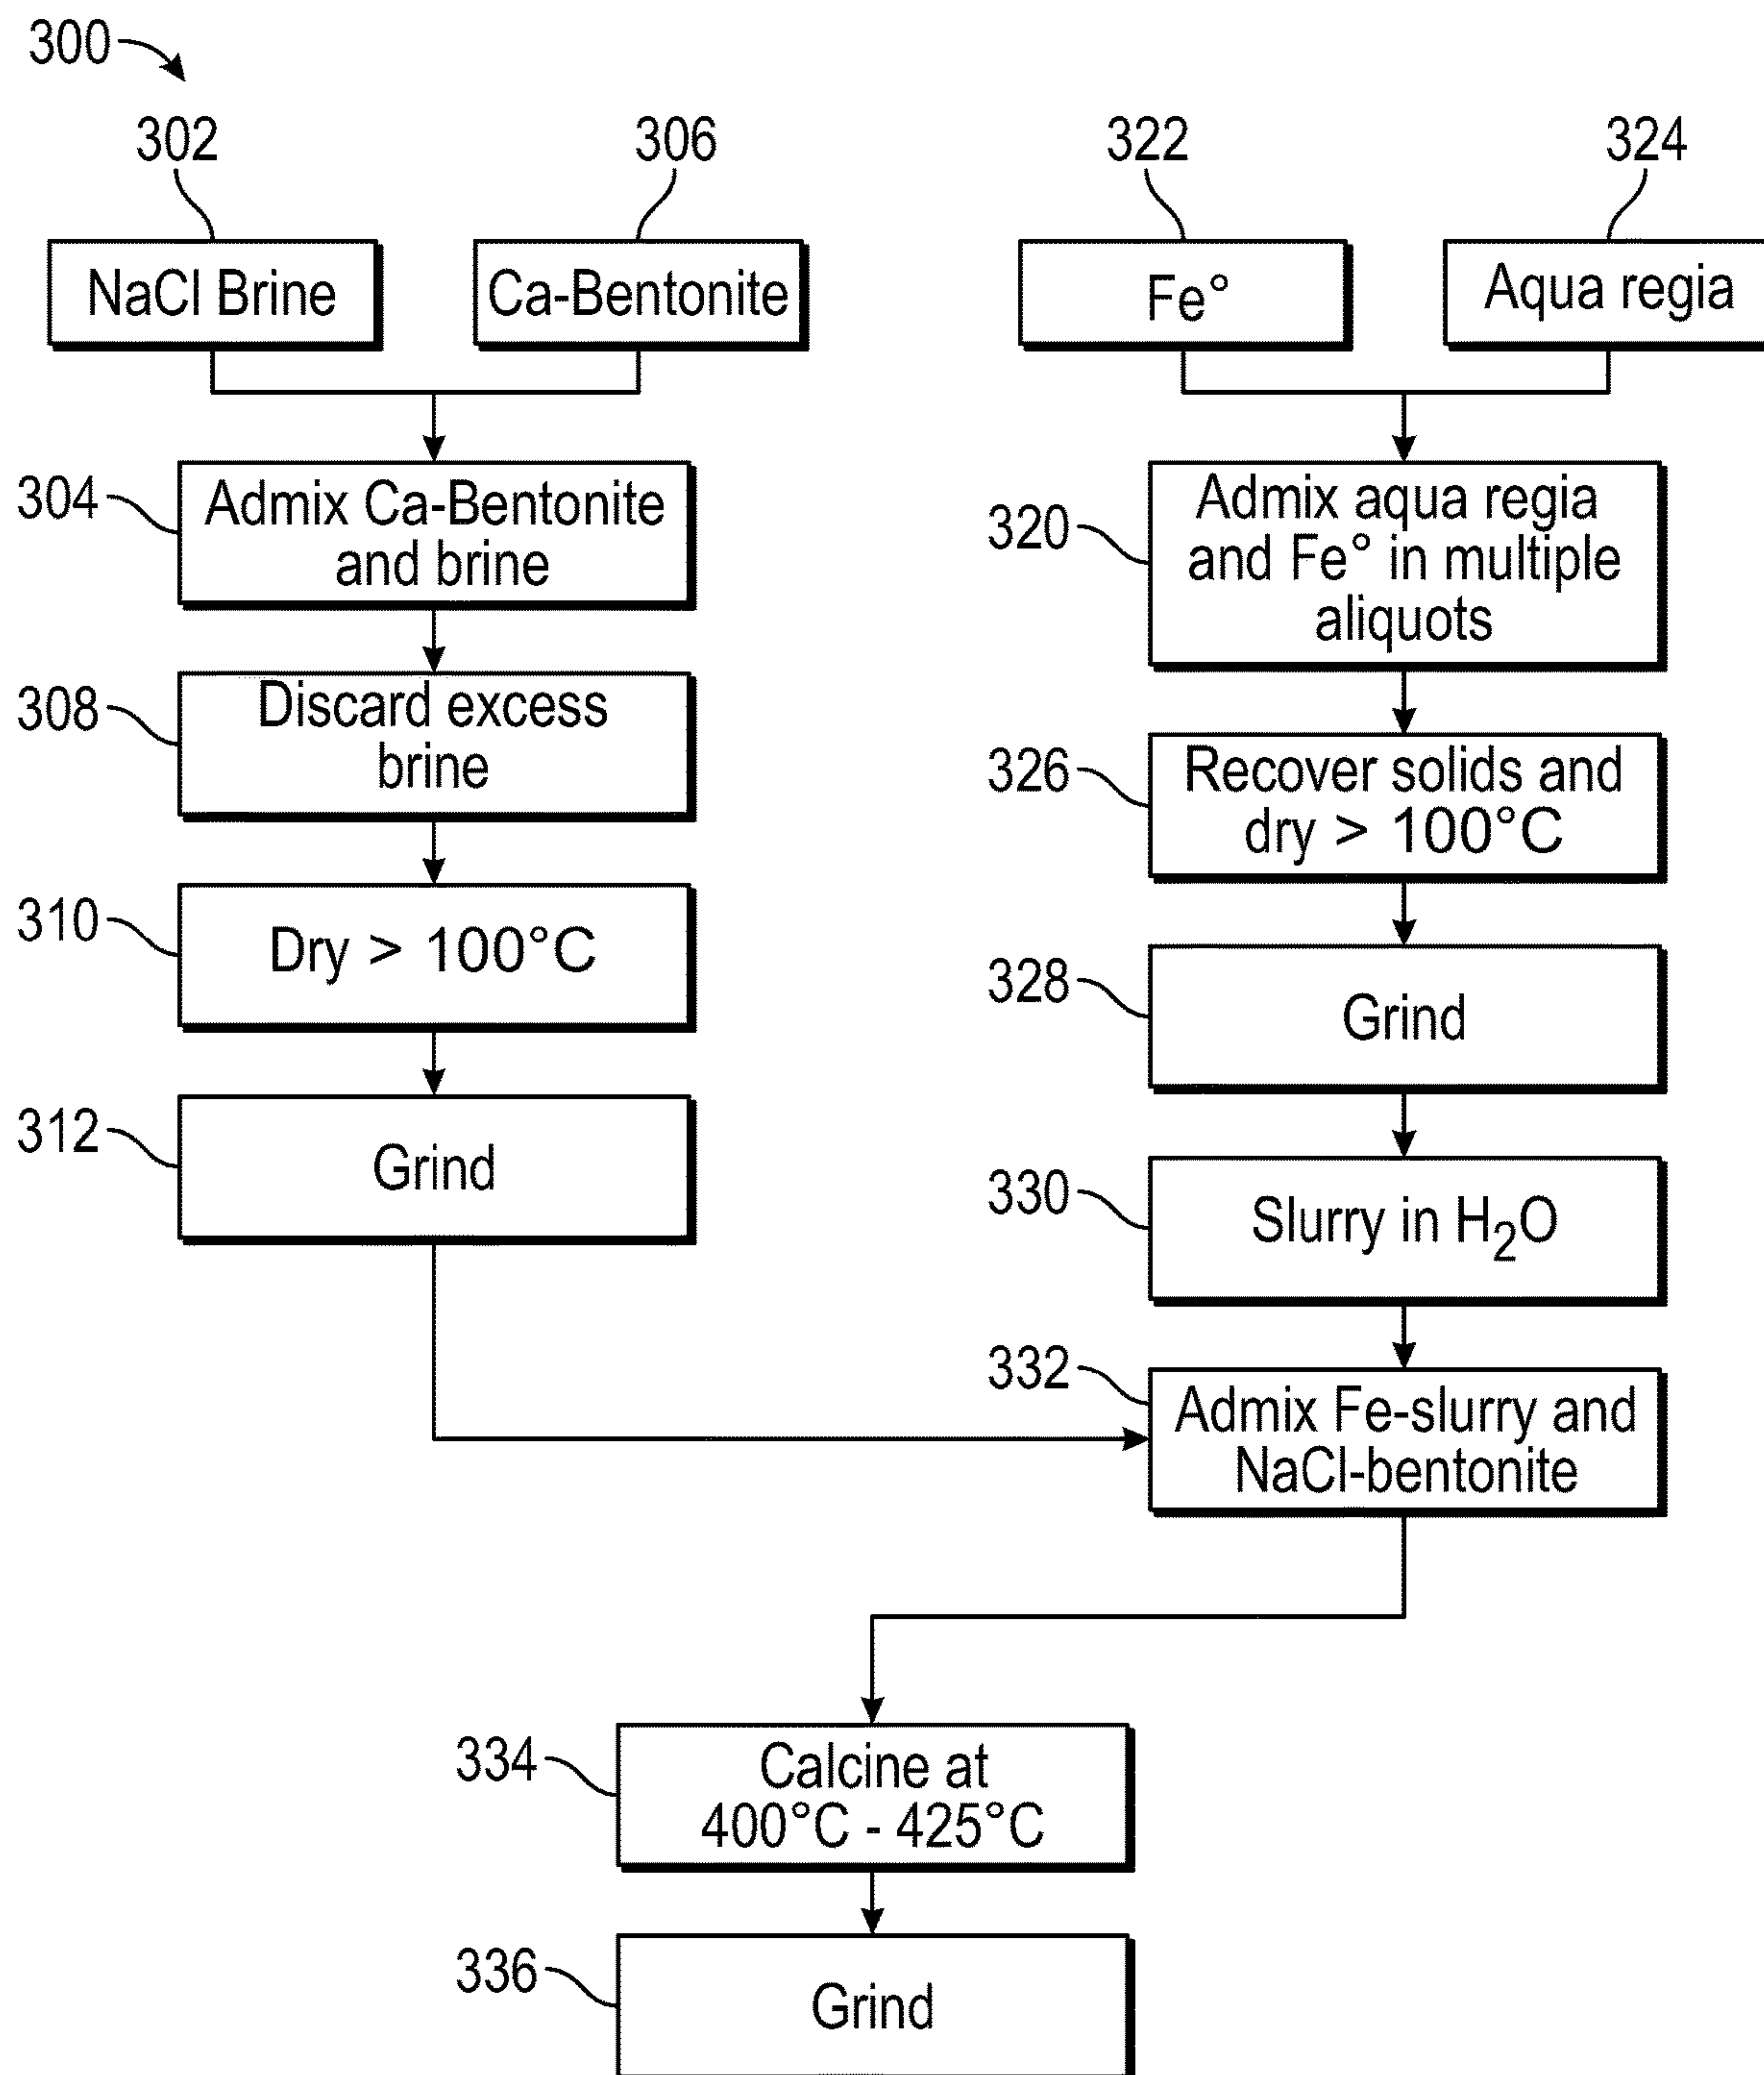 300
302
306
322
324
NaCl Brine
Ca-Bentonite
Fe°
Aqua regia
304
Admix Ca-Bentonite
and brine
320
Admix aqua regia
and Fe° in multiple
aliquots
308
Discard excess
brine
326
Recover solids and
dry > 100°C
310
Dry > 100°C
328
Grind
312
Grind
330
Slurry in H₂O
332
Admix Fe-slurry and
NaCl-bentonite
334
Calcine at
400°C - 425°C
336
Grind